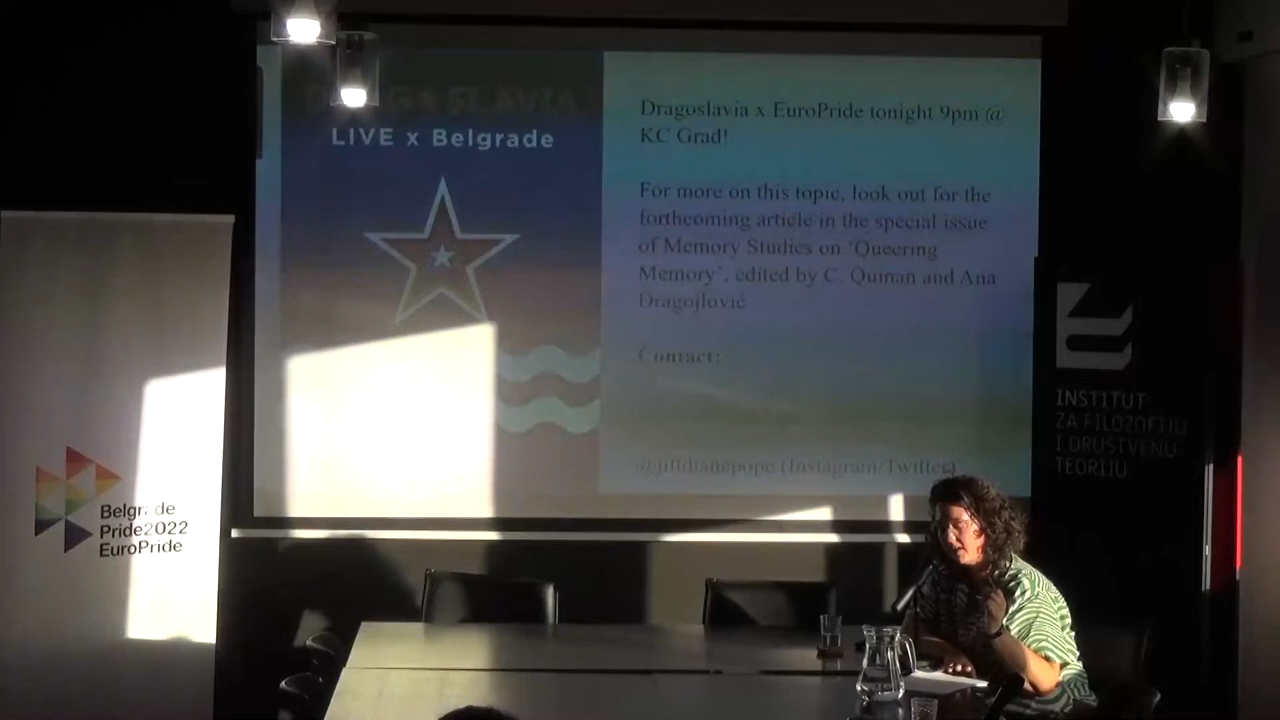 DRAGOSLAVIA
LIVE x Belgrade
Dragoslavia x EuroPride tonight 9pm @
KC Grad!
For more on this topic, look out for the
forthcoming article in the special issue
of Memory Studies on ‘Queering
Memory’, edited by C. Quinan and Ana
Dragojlović
Contact:
(Instagram/Twitter)
Belgrade
Pride2022
EuroPride
INSTITUT
ZA FILOZOFIJU
I DRUŠTVENU
TEORIJU